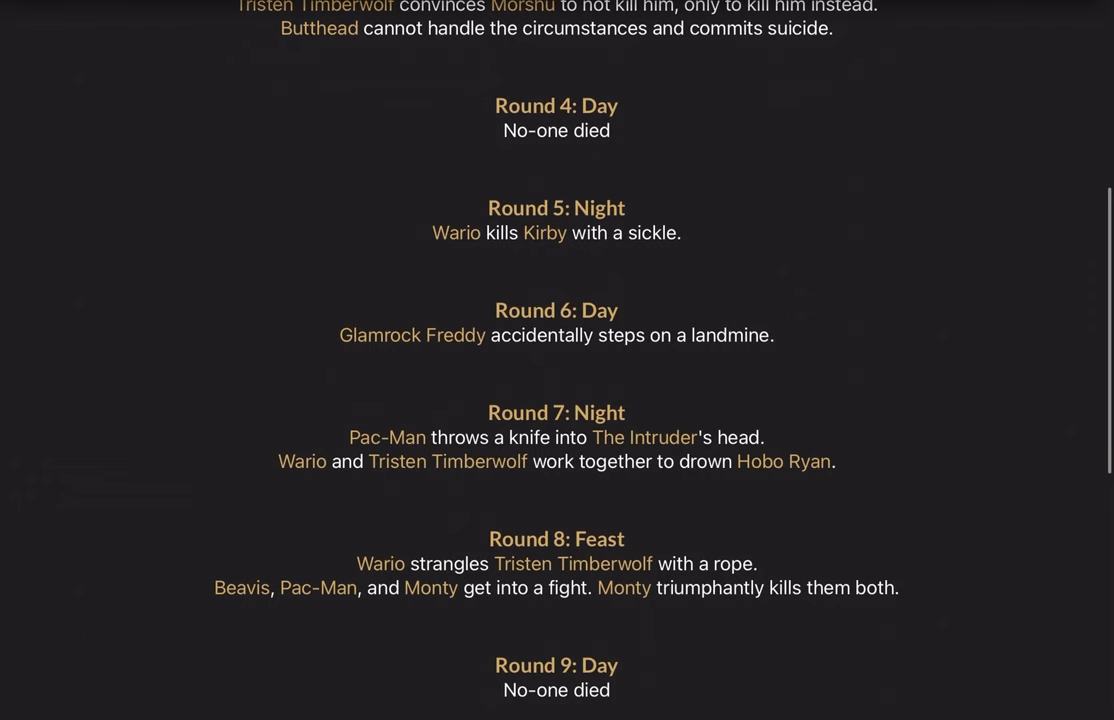 Tristen Timberwolf convinces Morshu to not kill him, only to kill him instead.
Butthead cannot handle the circumstances and commits suicide.
Round 4: Day
No-one died
Round 5: Night
Wario kills Kirby with a sickle.
Round 6: Day
Glamrock Freddy accidentally steps on a landmine.
Round 7: Night
Pac-Man throws a knife into The Intruder's head.
Wario and Tristen Timberwolf work together to drown Hobo Ryan.
Round 8: Feast
Wario strangles Tristen Timberwolf with a rope.
Beavis, Pac-Man, and Monty get into a fight. Monty triumphantly kills them both.
Round 9: Day
No-one died